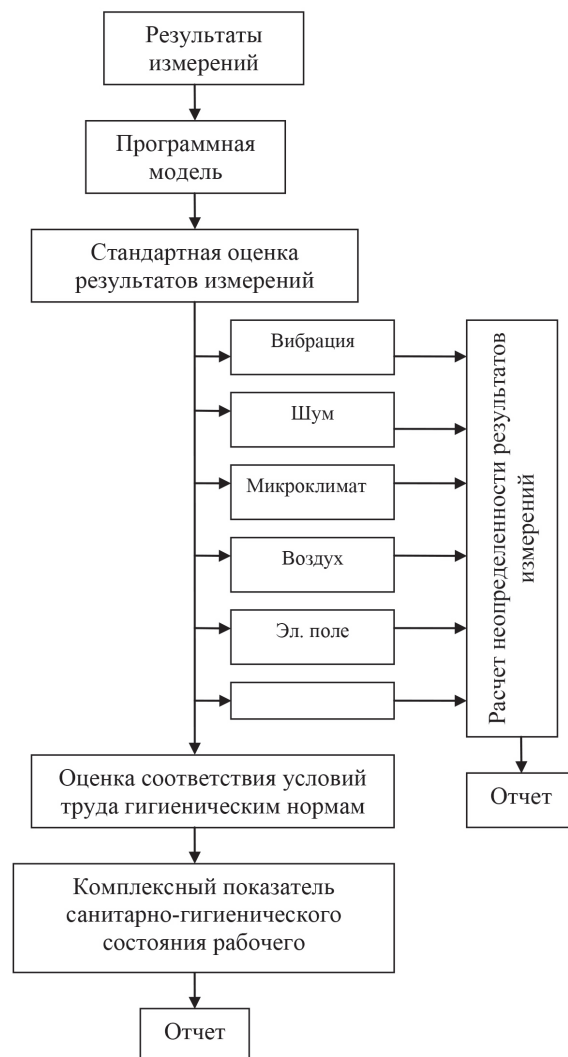 Результаты
измерений
Программная
модель
Стандартная оценка
результатов измерений
Вибрация
Шум
Микроклимат
Воздух
Эл. поле
Расчет неопределенности результатов
измерений
Отчет
Оценка соответствия условий
труда гигиеническим нормам
Комплексный показатель
санитарно-гигиенического
состояния рабочего
Отчет